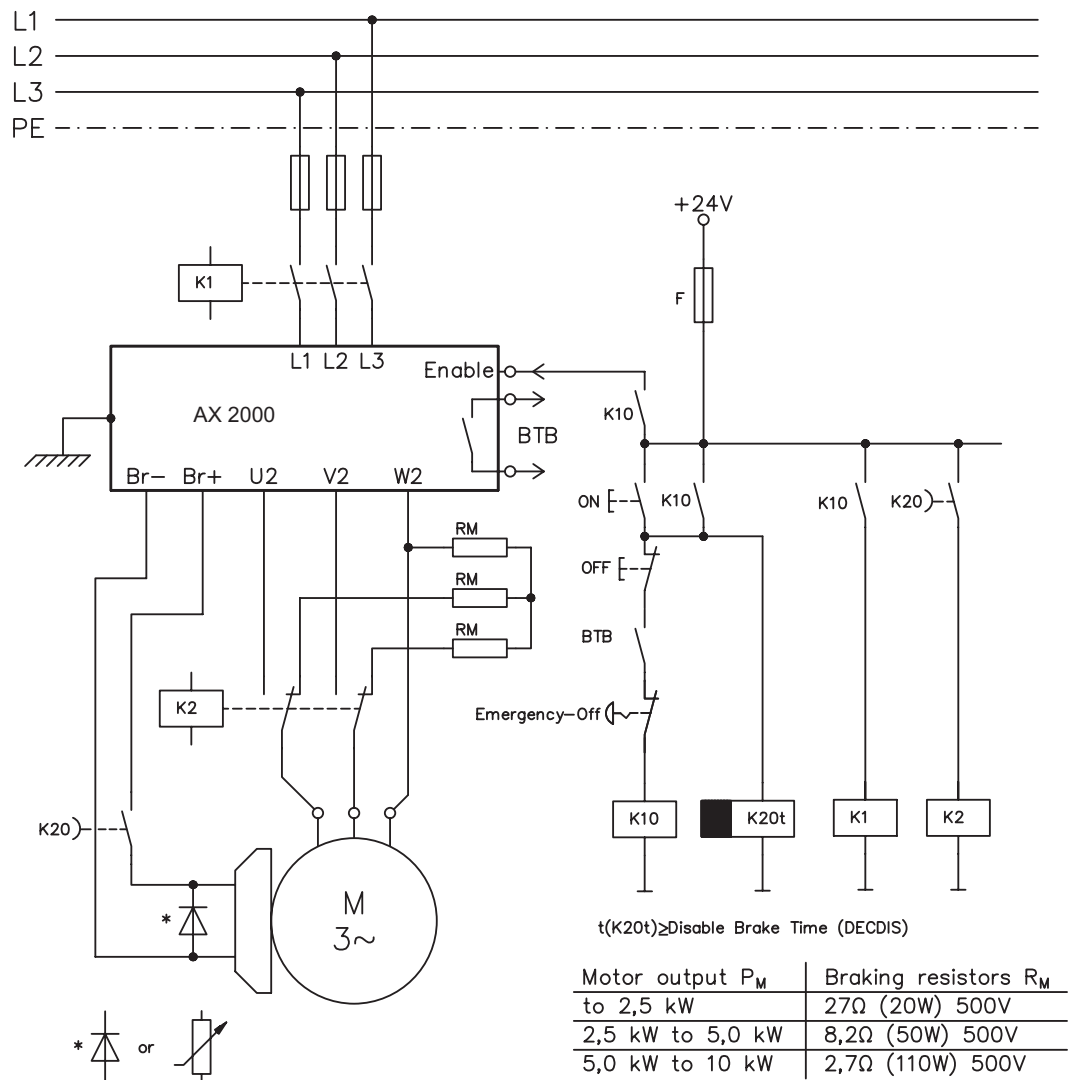 L1
L2
L3
PE
+24V
F
K1
L1 L2 L3
Enable
AX 2000
BTB
K10
Br− Br+ U2 V2 W2
ON
K10
K10
K20
RM
RM
RM
OFF
BTB
K2
Emergency−Off
K20
K10
K20t
K1
K2
M
3~
*
t(K20t)≥Disable Brake Time (DECDIS)
Motor output PM Braking resistors RM
to 2,5 kW 27Ω (20W) 500V
2,5 kW to 5,0 kW 8,2Ω (50W) 500V
5,0 kW to 10 kW 2,7Ω (110W) 500V
* or